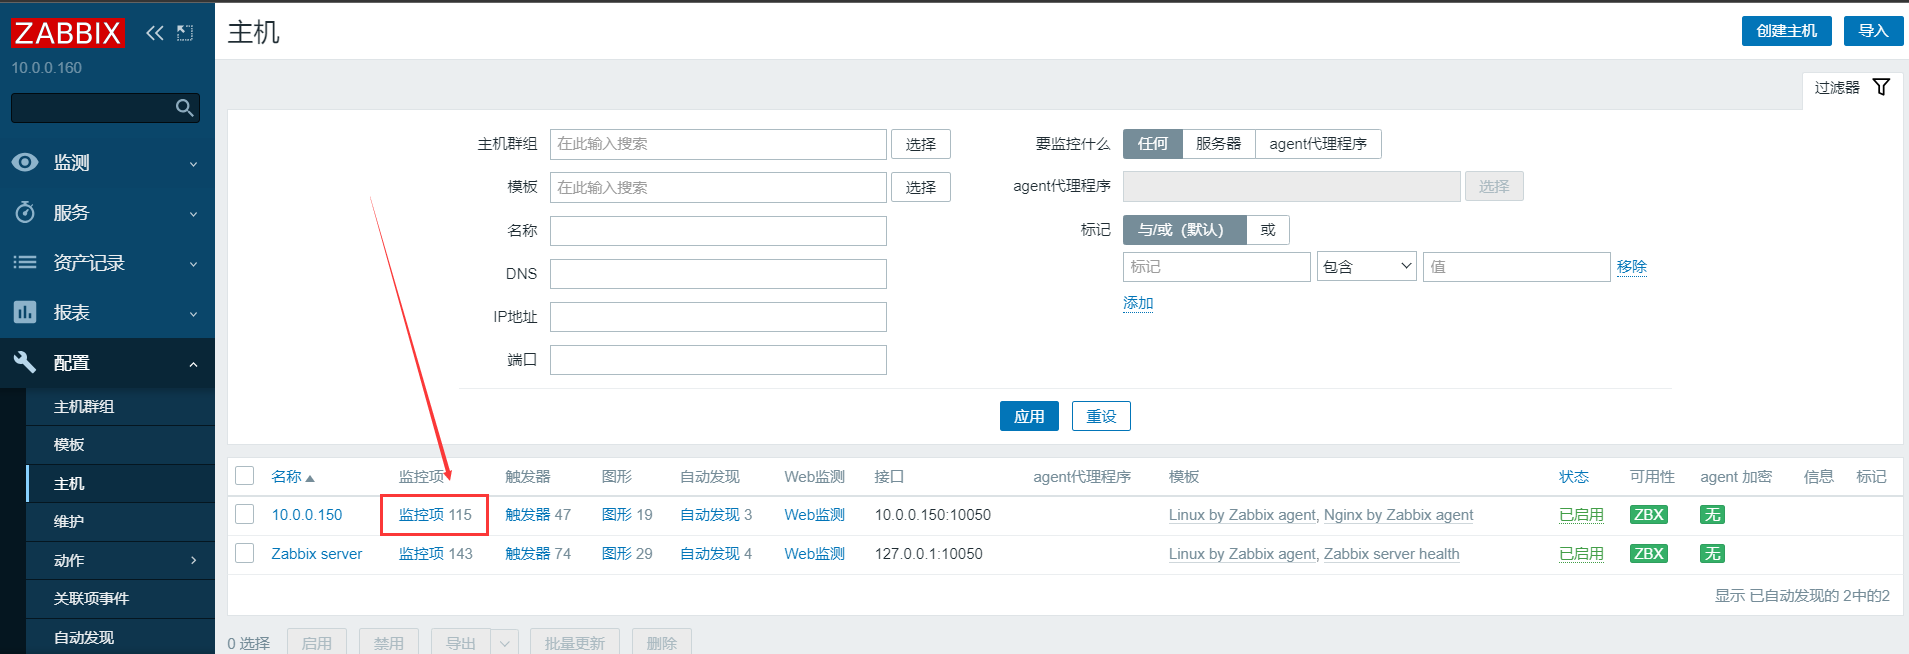 ZABBIX
10.0.0.160
监测
服务
资产记录
报表
配置
主机群组
模板
主机
维护
动作
关联项事件
自动发现
主机
创建主机 导入
过滤器
主机群组 在此输入搜索 选择
模板 在此输入搜索 选择
名称
DNS
IP地址
端口
要监控什么 任何 服务器 agent代理程序
agent代理程序 选择
标记 与/或（默认） 或
标记 包含 值 移除
添加
应用 重设
名称 监控项 触发器 图形 自动发现 Web监测 接口 agent代理程序 模板 状态 可用性 agent 加密 信息 标记
10.0.0.150 监控项 115 触发器 47 图形 19 自动发现 3 Web监测 10.0.0.150:10050 Linux by Zabbix agent, Nginx by Zabbix agent 已启用 ZBX 无
Zabbix server 监控项 143 触发器 74 图形 29 自动发现 4 Web监测 127.0.0.1:10050 Linux by Zabbix agent, Zabbix server health 已启用 ZBX 无
显示 已自动发现的 2中的2
0 选择 启用 禁用 导出 批量更新 删除